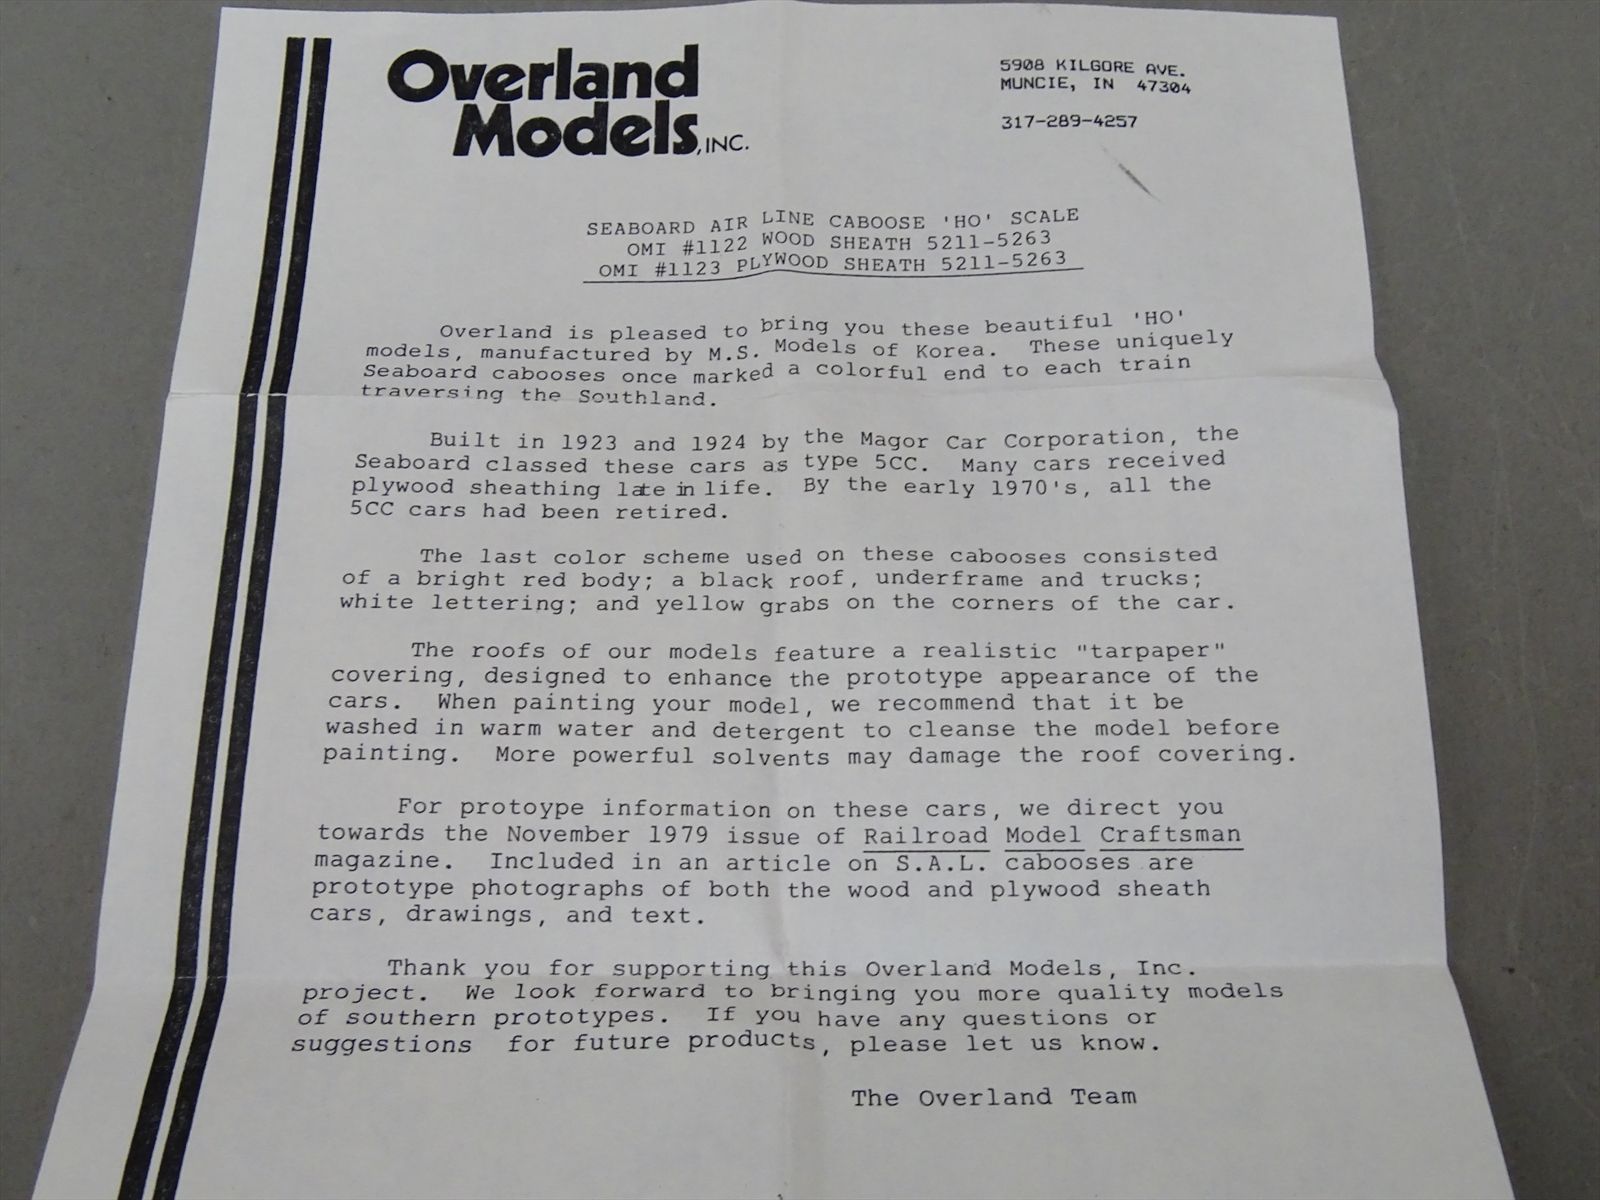 Overland
Models, INC.
5908 KILGORE AVE.
MUNCIE, IN 47304
317-289-4257
SEABOARD AIR LINE CABOOSE 'HO' SCALE
OMI #1122 WOOD SHEATH 5211-5263
OMI #1123 PLYWOOD SHEATH 5211-5263
Overland is pleased to bring you these beautiful 'HO'
models, manufactured by M.S. Models of Korea. These uniquely
Seaboard cabooses once marked a colorful end to each train
traversing the Southland.
Built in 1923 and 1924 by the Magor Car Corporation, the
Seaboard classed these cars as type 5CC. Many cars received
plywood sheathing late in life. By the early 1970's, all the
5CC cars had been retired.
The last color scheme used on these cabooses consisted
of a bright red body; a black roof, underframe and trucks;
white lettering; and yellow grabs on the corners of the car.
The roofs of our models feature a realistic "tarpaper"
covering, designed to enhance the prototype appearance of the
cars. When painting your model, we recommend that it be
washed in warm water and detergent to cleanse the model before
painting. More powerful solvents may damage the roof covering.
For protoype information on these cars, we direct you
towards the November 1979 issue of Railroad Model Craftsman
magazine. Included in an article on S.A.L. cabooses are
prototype photographs of both the wood and plywood sheath
cars, drawings, and text.
Thank you for supporting this Overland Models, Inc.
project. We look forward to bringing you more quality models
of southern prototypes. If you have any questions or
suggestions for future products, please let us know.
The Overland Team